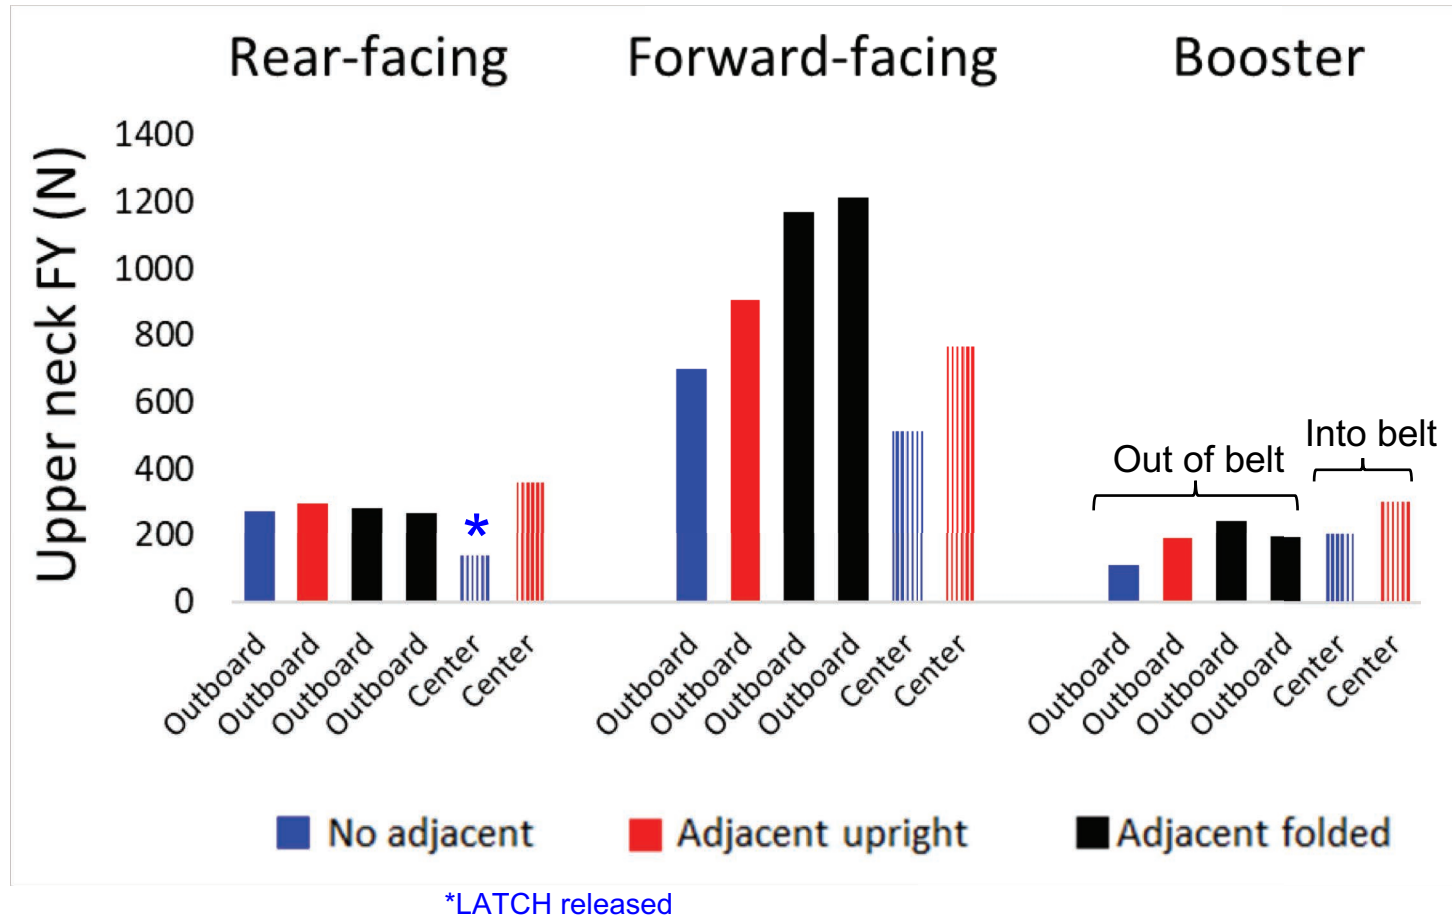 Rear-facing Forward-facing Booster
Upper neck FY (N)
1400
1200
1000
800
600
400
200
0
Out of belt
Into belt
*
Outboard Outboard Outboard Outboard Center Center
Outboard Outboard Outboard Outboard Center Center
Outboard Outboard Outboard Outboard Center Center
No adjacent Adjacent upright Adjacent folded
*LATCH released